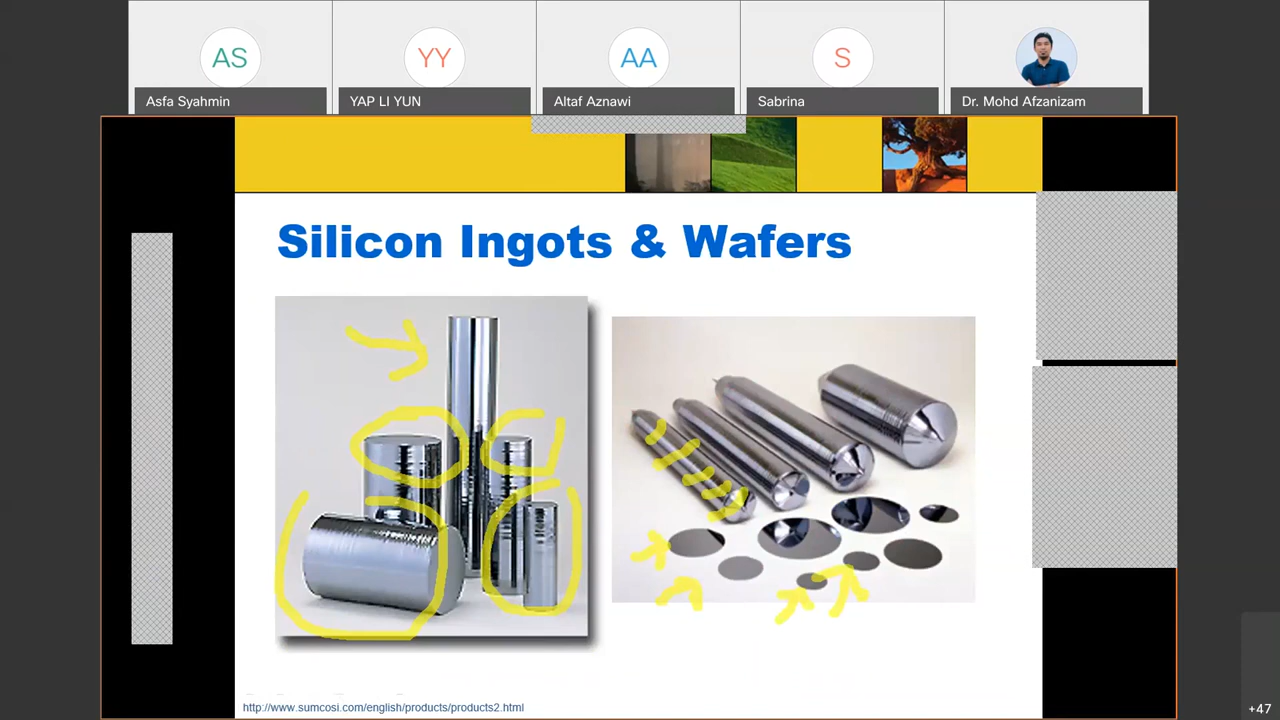 AS
YY
AA
S
Asfa Syahmin
YAP LI YUN
Altaf Aznawi
Sabrina
Dr. Mohd Afzanizam
Silicon Ingots & Wafers
http://www.sumcosi.com/english/products/products2.html
+47